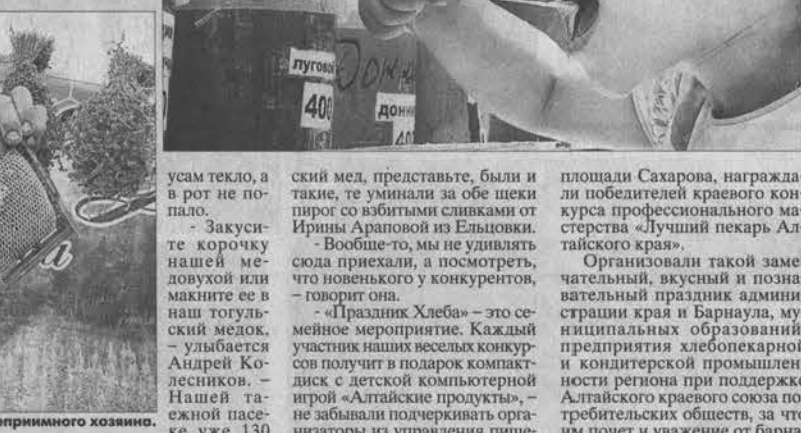 луговой
400
донни
400
еприимного хозяина.
усам текло, а
в рот не по-
пало.
- Закуси-
те корочку
нашей ме-
довухой или
макните ее в
наш тогуль-
ский медок,
– улыбается
Андрей Ко-
лесников. –
Нашей та-
ежной пасе-
ке уже 130
ский мед, представьте, были и
такие, те уминали за обе щеки
пирог со взбитыми сливками от
Ирины Араповой из Ельцовки.
- Вообще-то, мы не удивлять
сюда приехали, а посмотреть,
что новенького у конкурентов,
– говорит она.
- «Праздник Хлеба» – это се-
мейное мероприятие. Каждый
участник наших веселых конкур-
сов получит в подарок компакт-
диск с детской компьютерной
игрой «Алтайские продукты», –
не забывали подчеркивать орга-
низаторы из управления пище-
площади Сахарова, награжда-
ли победителей краевого кон-
курса профессионального ма-
стерства «Лучший пекарь Ал-
тайского края».
Организовали такой заме-
чательный, вкусный и позна-
вательный праздник админи-
страции края и Барнаула, му-
ниципальных образований
предприятия хлебопекарной
и кондитерской промышлен-
ности региона при поддержке
Алтайского краевого союза по-
требительских обществ, за что
им почет и уважение от барна-